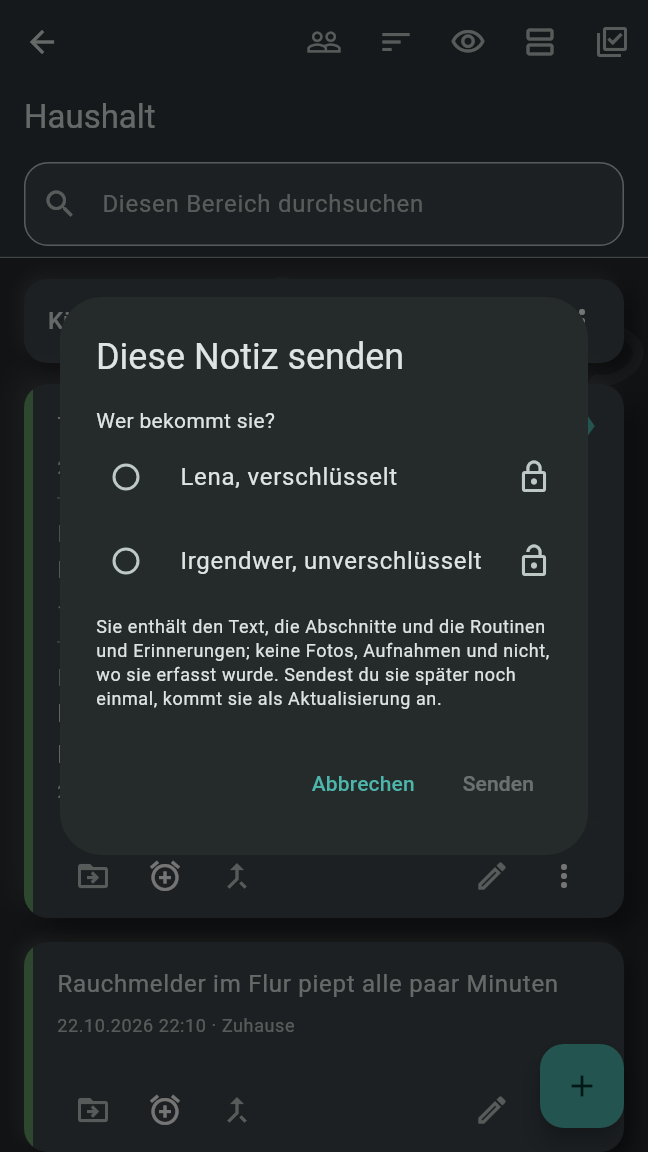 Haushalt
Diesen Bereich durchsuchen
Diese Notiz senden
Wer bekommt sie?
Lena, verschlüsselt
Irgendwer, unverschlüsselt
Sie enthält den Text, die Abschnitte und die Routinen
und Erinnerungen; keine Fotos, Aufnahmen und nicht,
wo sie erfasst wurde. Sendest du sie später noch
einmal, kommt sie als Aktualisierung an.
Abbrechen
Senden
Rauchmelder im Flur piept alle paar Minuten
22.10.2026 22:10 · Zuhause